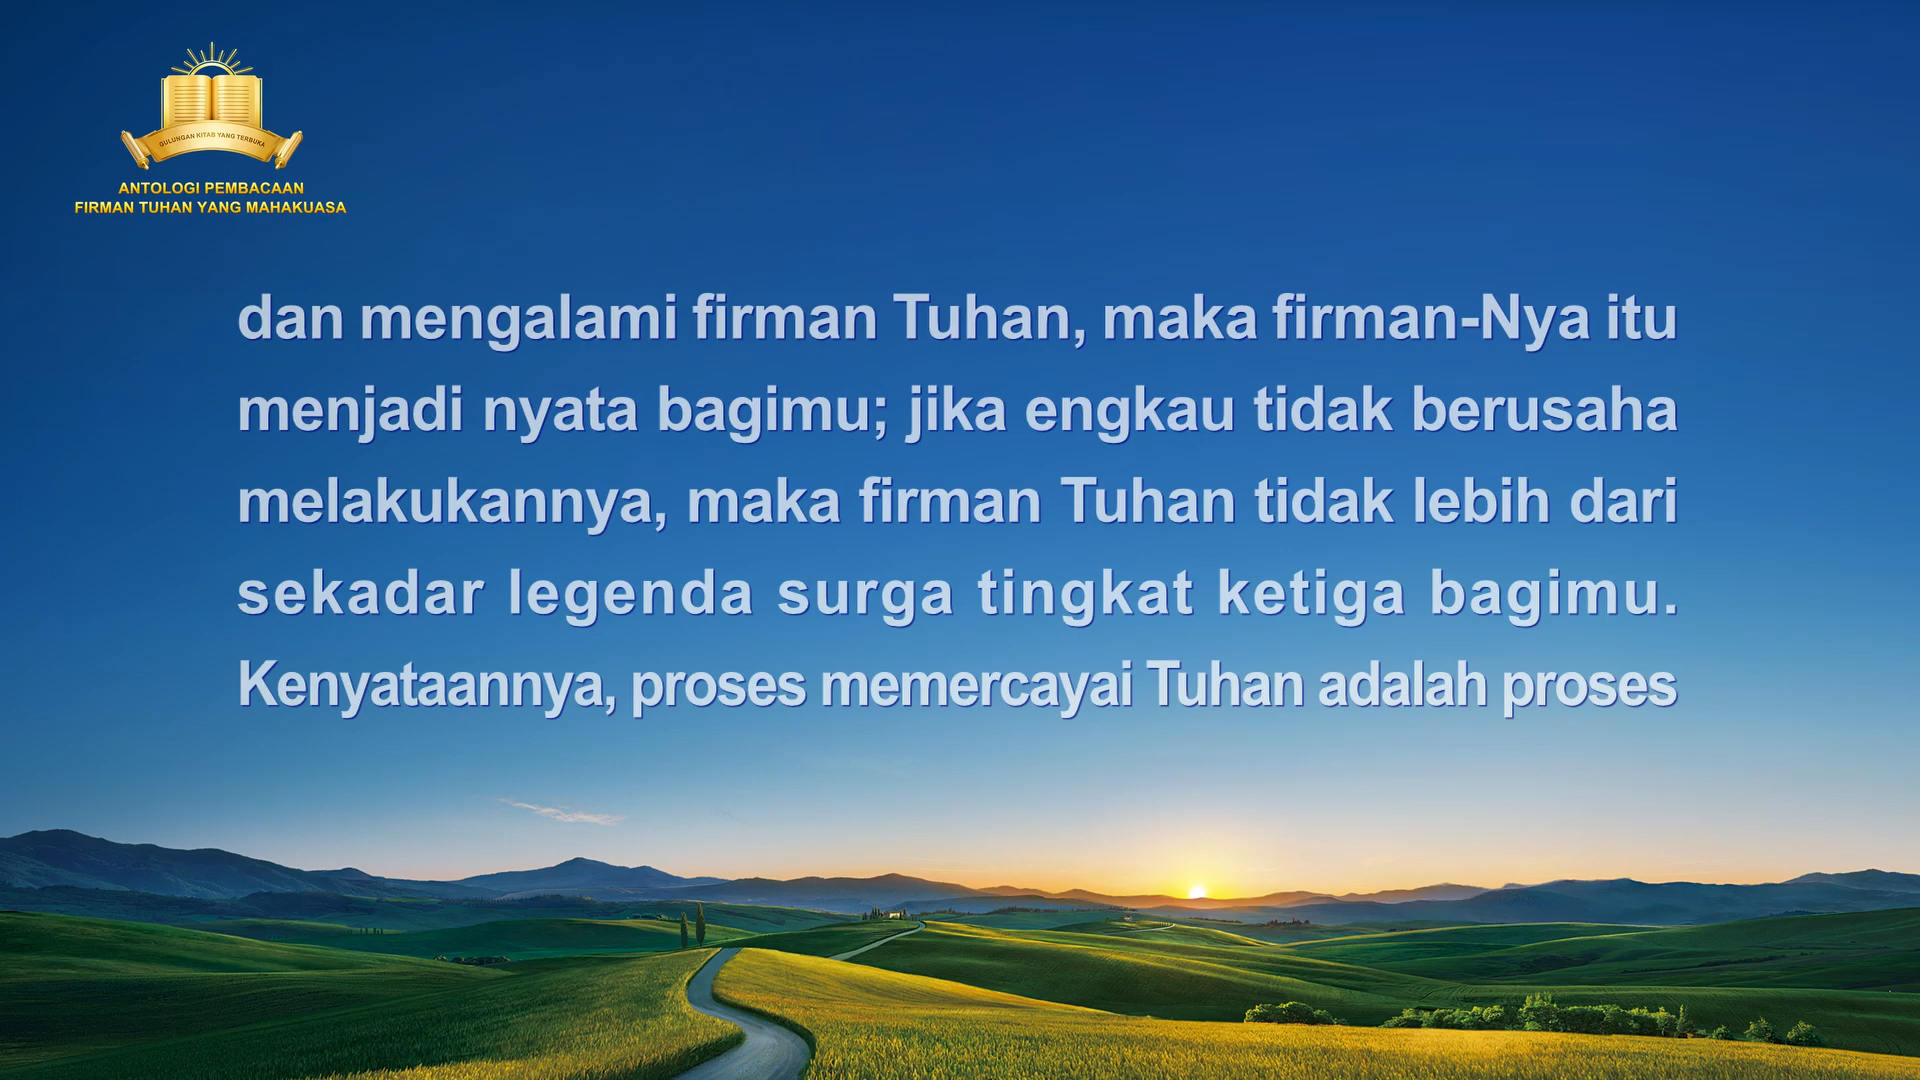 GULUNGAN KITAB YANG TERBUKA
ANTOLOGI PEMBACAAN
FIRMAN TUHAN YANG MAHAKUASA
dan mengalami firman Tuhan, maka firman-Nya itu
menjadi nyata bagimu; jika engkau tidak berusaha
melakukannya, maka firman Tuhan tidak lebih dari
sekadar legenda surga tingkat ketiga bagimu.
Kenyataannya, proses memercayai Tuhan adalah proses